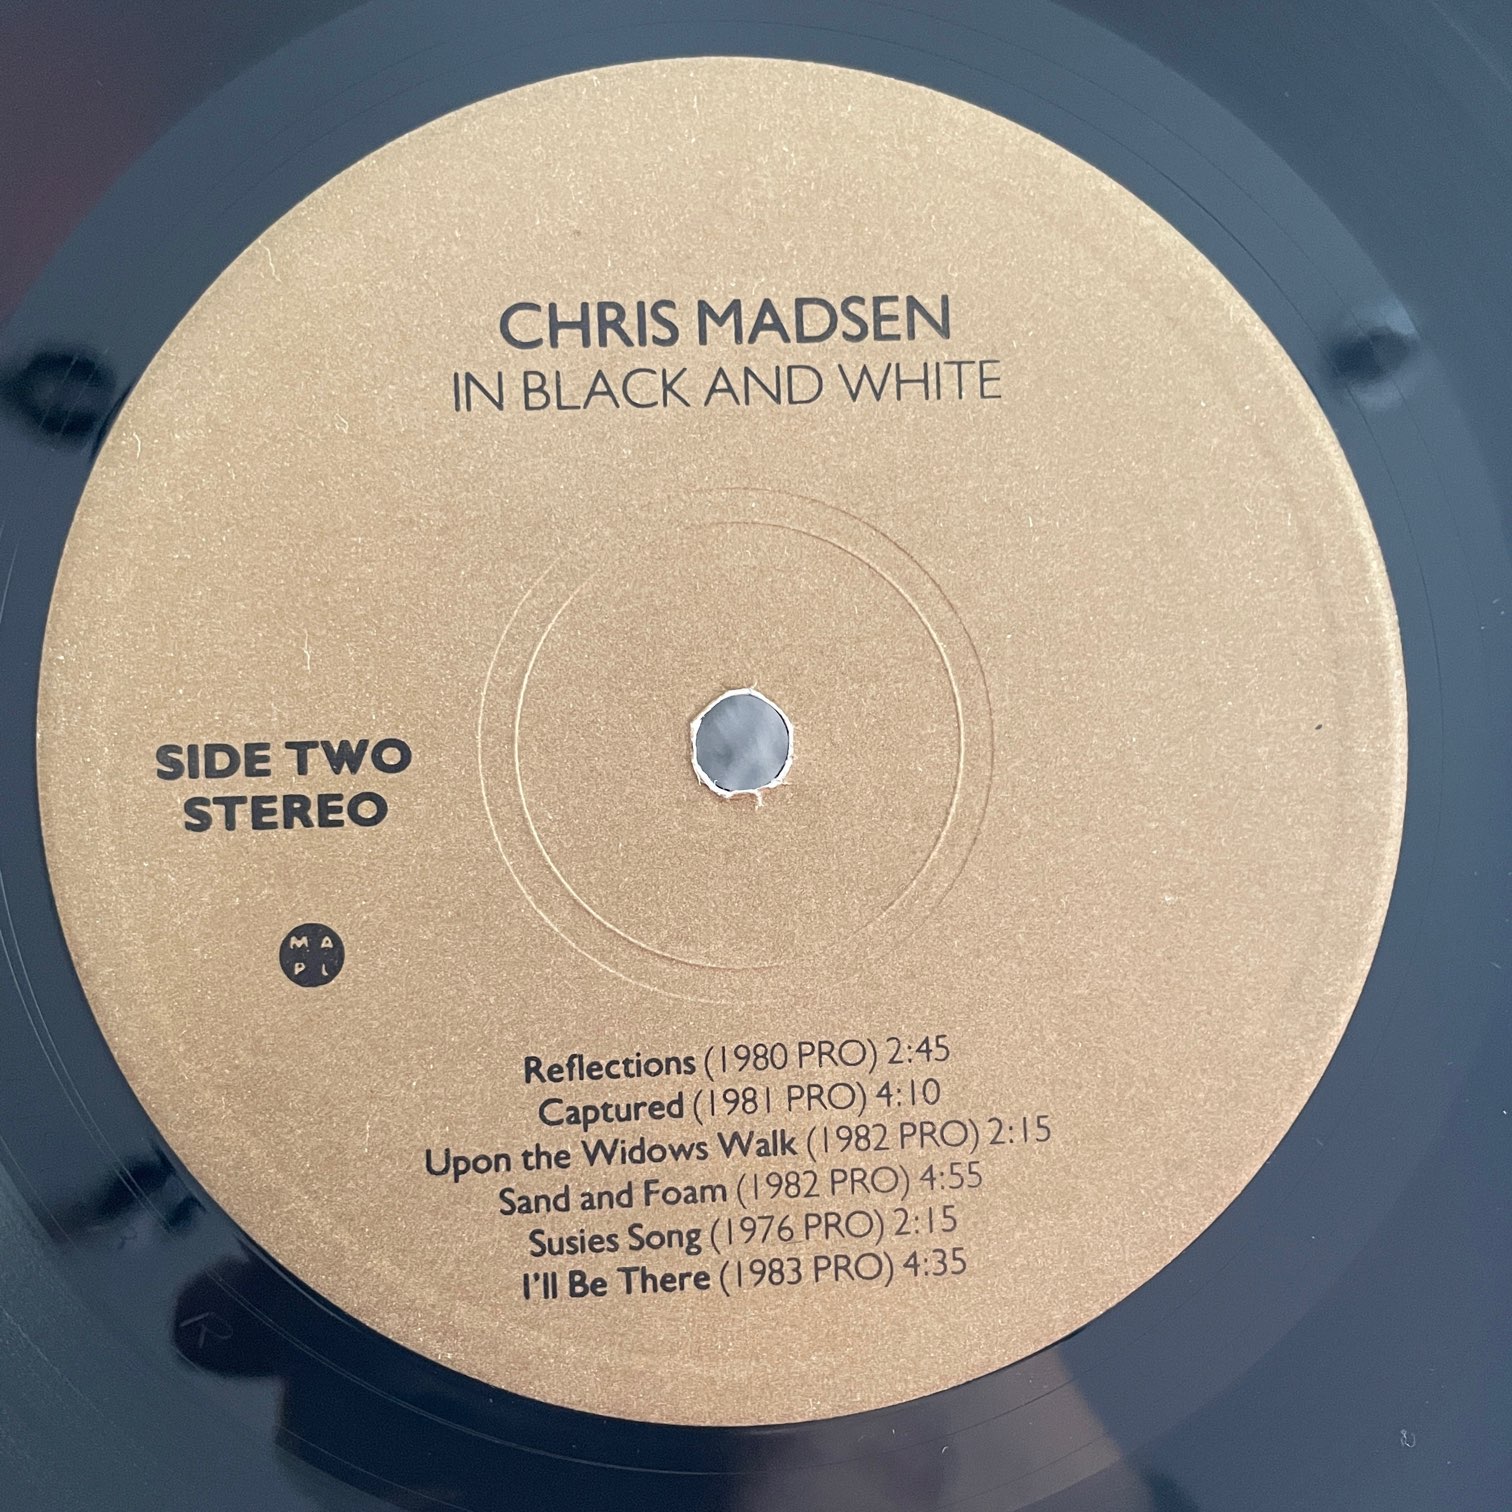 CHRIS MADSEN
IN BLACK AND WHITE
SIDE TWO
STEREO
M A
P L
Reflections (1980 PRO) 2:45
Captured (1981 PRO) 4:10
Upon the Widows Walk (1982 PRO) 2:15
Sand and Foam (1982 PRO) 4:55
Susies Song (1976 PRO) 2:15
I'll Be There (1983 PRO) 4:35